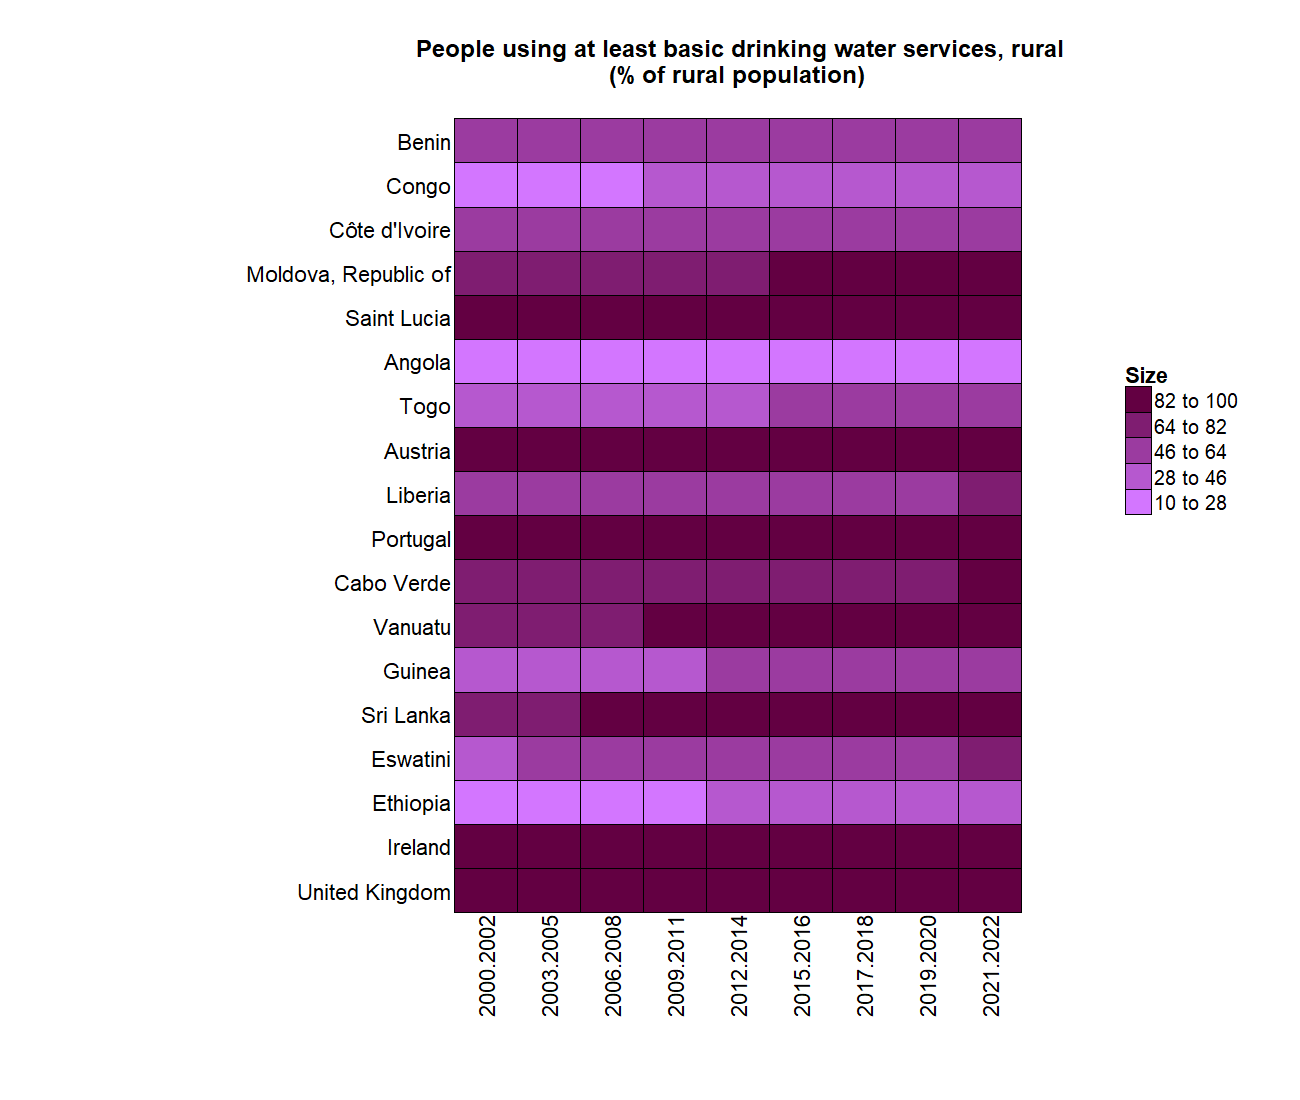 People using at least basic drinking water services, rural
(% of rural population)
Benin
Congo
Côte d'Ivoire
Moldova, Republic of
Saint Lucia
Angola
Togo
Austria
Liberia
Portugal
Cabo Verde
Vanuatu
Guinea
Sri Lanka
Eswatini
Ethiopia
Ireland
United Kingdom
2000.2002
2003.2005
2006.2008
2009.2011
2012.2014
2015.2016
2017.2018
2019.2020
2021.2022
Size
82 to 100
64 to 82
46 to 64
28 to 46
10 to 28